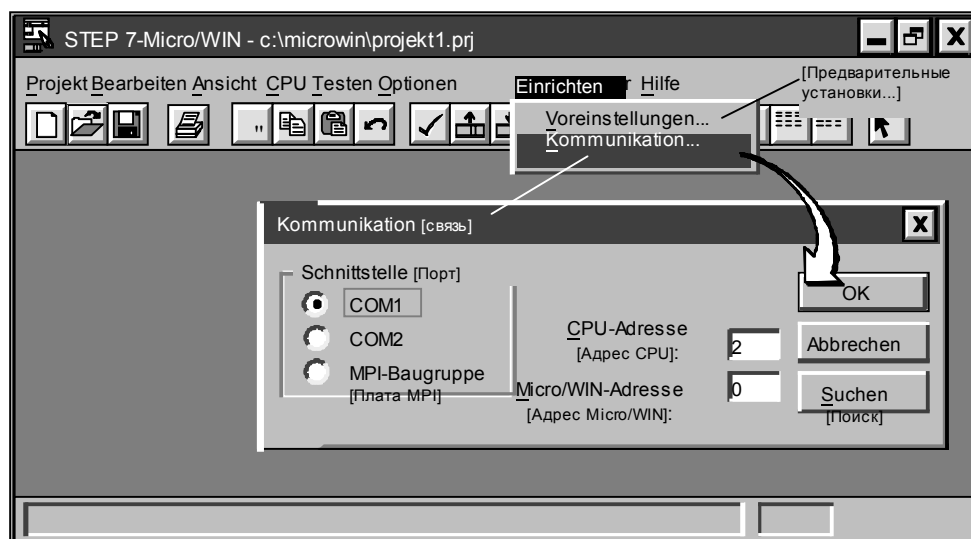 STEP 7-Micro/WIN - c:\microwin\projekt1.prj
Projekt Bearbeiten Ansicht CPU Testen Optionen Einrichten r Hilfe
[Предварительные
установки...]
Voreinstellungen...
Kommunikation...
Kommunikation [связь]
Schnittstelle [Порт]
COM1
COM2
MPI-Baugruppe
[Плата MPI]
CPU-Adresse
[Адрес CPU]:
2
Micro/WIN-Adresse
[Адрес Micro/WIN]:
0
OK
Abbrechen
Suchen
[Поиск]